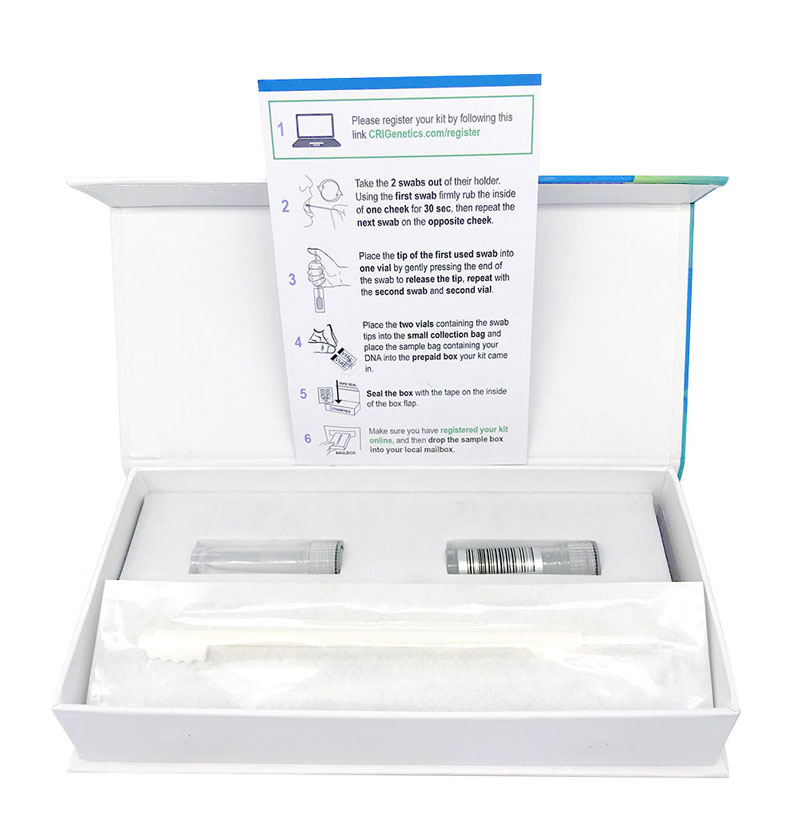 1
Please register your kit by following this
link CRIGenetics.com/register
2
Take the 2 swabs out of their holder.
Using the first swab firmly rub the inside
of one cheek for 30 sec, then repeat the
next swab on the opposite cheek.
3
Place the tip of the first used swab into
one vial by gently pressing the end of
the swab to release the tip, repeat with
the second swab and second vial.
4
Place the two vials containing the swab
tips into the small collection bag and
place the sample bag containing your
DNA into the prepaid box your kit came
in.
5
Seal the box with the tape on the inside
of the box flap.
6
MAILBOX
Make sure you have registered your kit
online, and then drop the sample box
into your local mailbox.